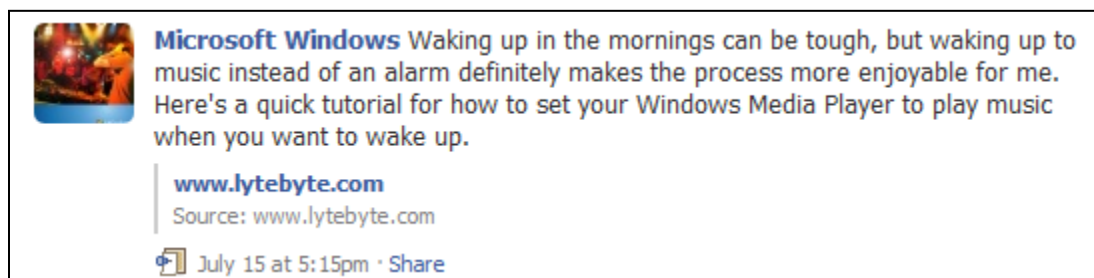 Microsoft Windows Waking up in the mornings can be tough, but waking up to
music instead of an alarm definitely makes the process more enjoyable for me.
Here's a quick tutorial for how to set your Windows Media Player to play music
when you want to wake up.
www.lytebyte.com
Source: www.lytebyte.com
July 15 at 5:15pm · Share